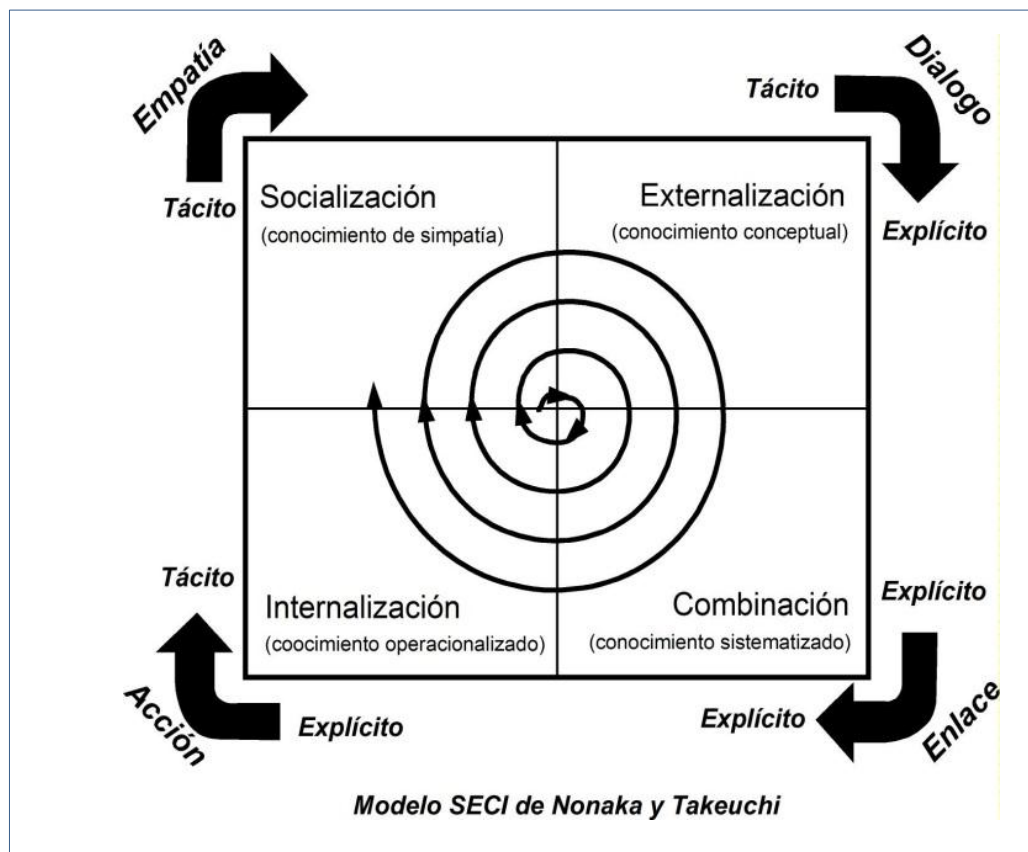 Empatía
Tácito
Dialogo
Tácito
Explícito
Socialización
(conocimiento de simpatía)
Externalización
(conocimiento conceptual)
Tácito
Internalización
(coocimiento operacionalizado)
Combinación
(conocimiento sistematizado)
Explícito
Acción
Explícito
Explícito
Enlace
Modelo SECI de Nonaka y Takeuchi